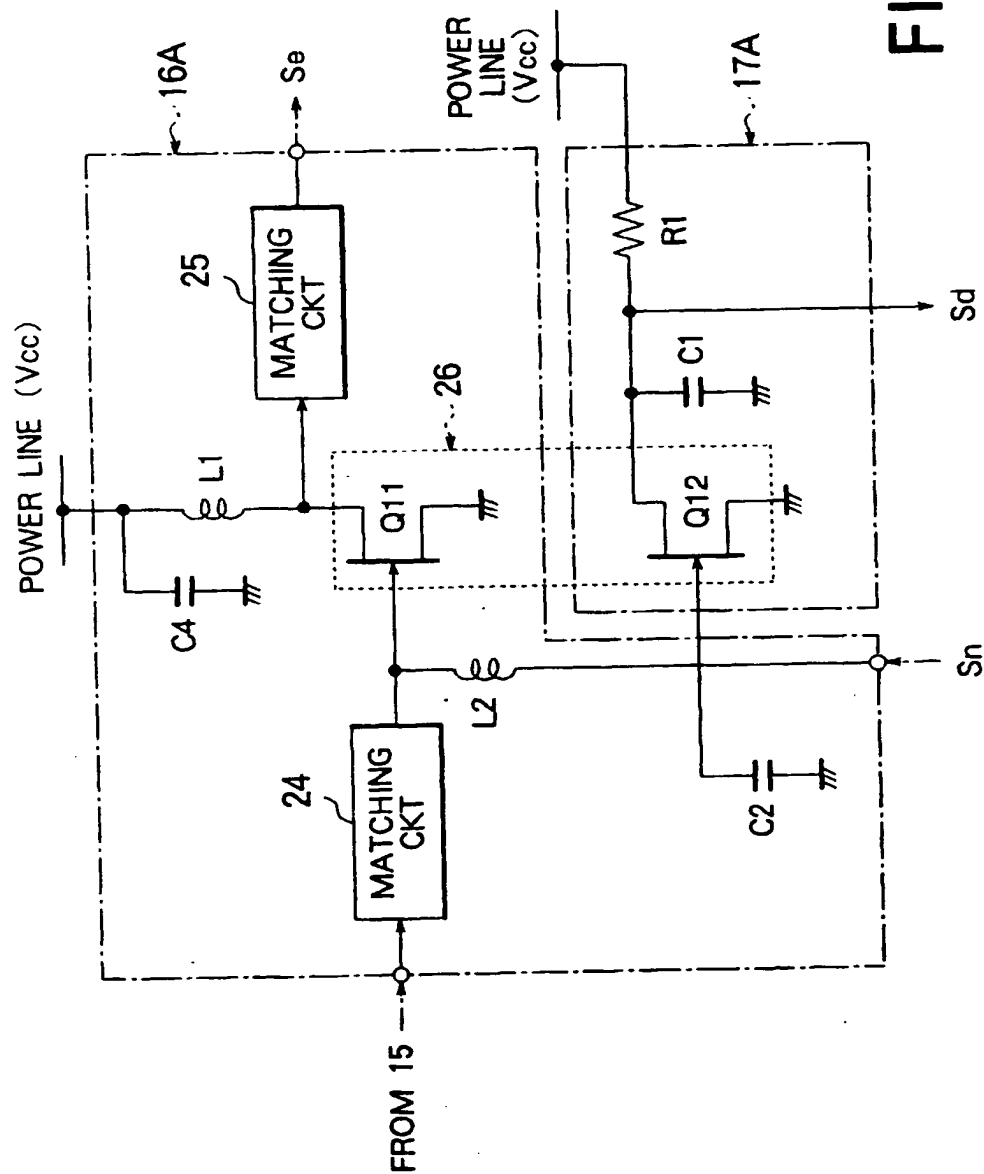 POWER LINE (Vcc)
16A
Se
25
MATCHING
CKT
L1
C4
26
Q11
POWER
LINE
(Vcc)
17A
R1
C1
Sd
Q12
24
MATCHING
CKT
L2
C2
Sn
FROM 15